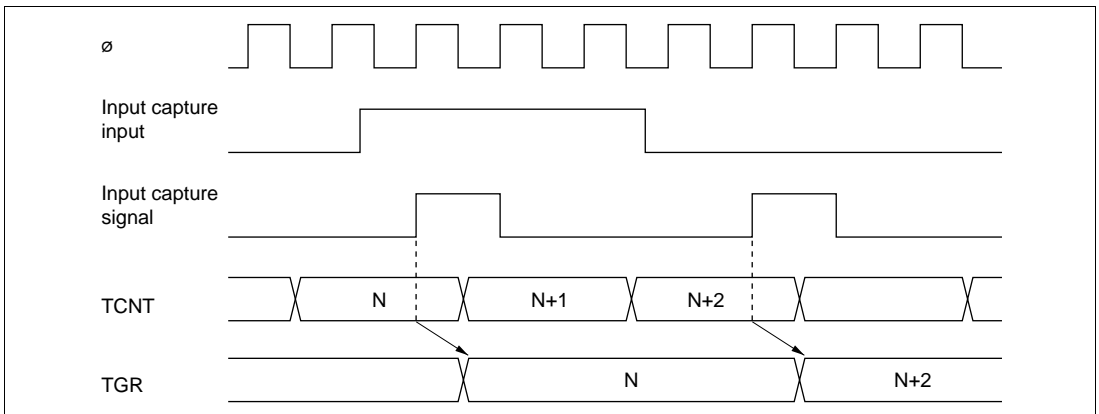 ø
Input capture
input
Input capture
signal
TCNT
N
N+1
N+2
TGR
N
N+2